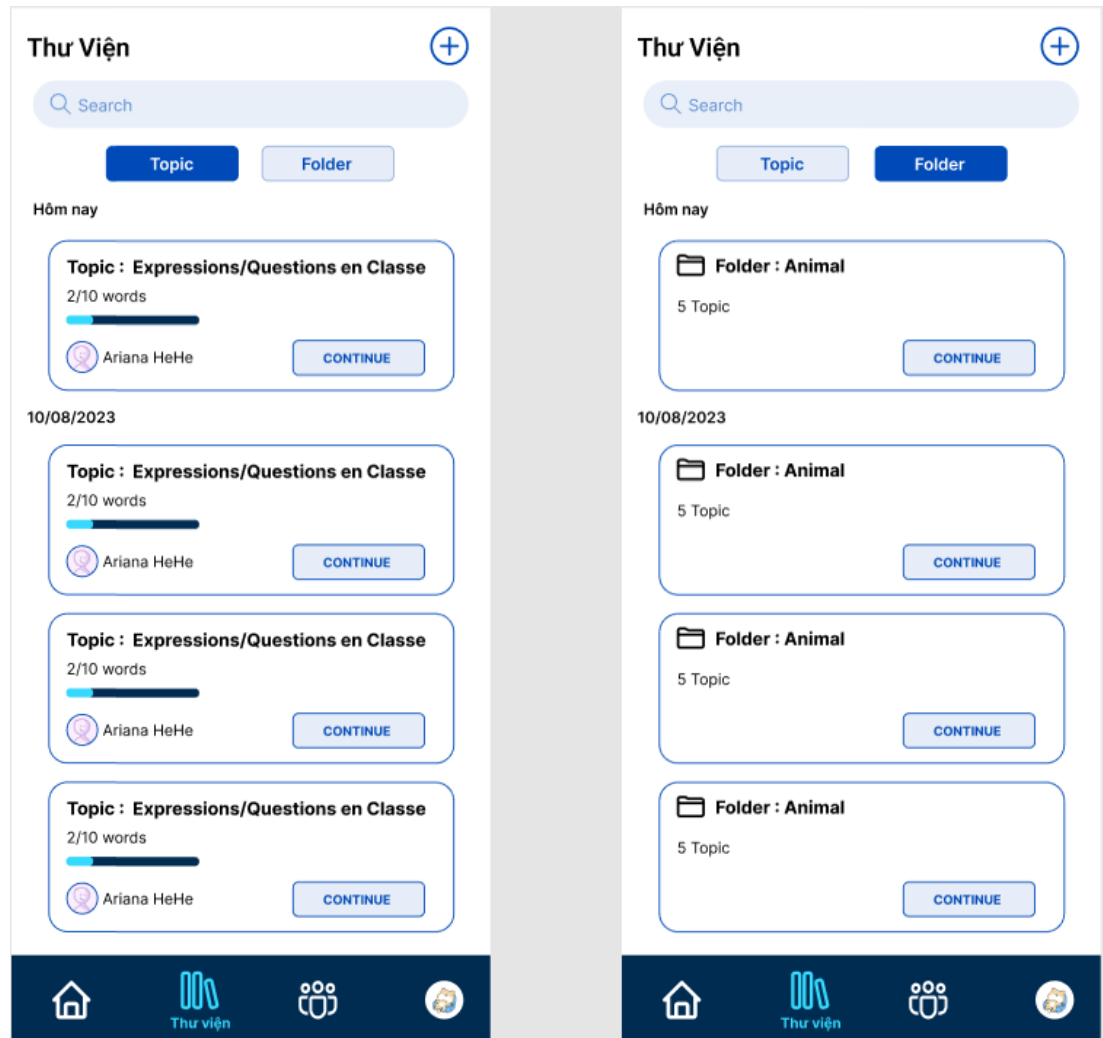 Thư Viện
Search
Topic Folder
Hôm nay
Topic : Expressions/Questions en Classe
2/10 words
Ariana HeHe CONTINUE
10/08/2023
Topic : Expressions/Questions en Classe
2/10 words
Ariana HeHe CONTINUE
Topic : Expressions/Questions en Classe
2/10 words
Ariana HeHe CONTINUE
Topic : Expressions/Questions en Classe
2/10 words
Ariana HeHe CONTINUE
Thư viện
Thư Viện
Search
Topic Folder
Hôm nay
Folder : Animal
5 Topic
CONTINUE
10/08/2023
Folder : Animal
5 Topic
CONTINUE
Folder : Animal
5 Topic
CONTINUE
Folder : Animal
5 Topic
CONTINUE
Thư viện